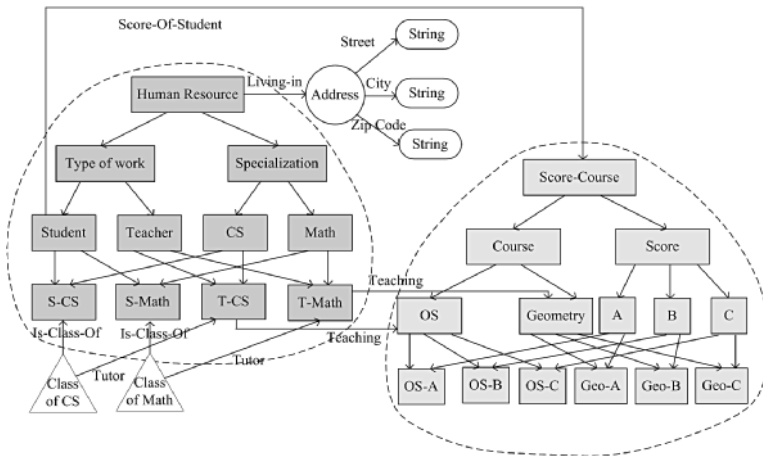 Score-Of-Student
Street
String
Living-in
City
Human Resource
Address
String
Zip Code
String
Type of work
Specialization
Score-Course
Student
Teacher
CS
Math
Course
Score
Teaching
S-CS
S-Math
T-CS
T-Math
OS
Geometry
A
B
C
Is-Class-Of
Is-Class-Of
Teaching
Tutor
Tutor
Class
of CS
Class
of Math
OS-A
OS-B
OS-C
Geo-A
Geo-B
Geo-C